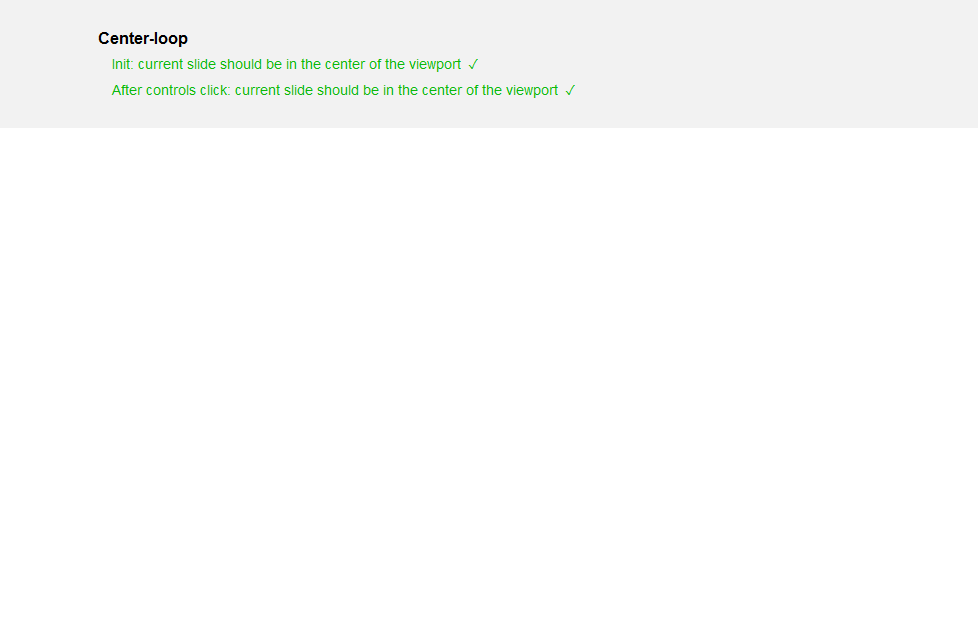 Center-loop
Init: current slide should be in the center of the viewport ✓
After controls click: current slide should be in the center of the viewport ✓